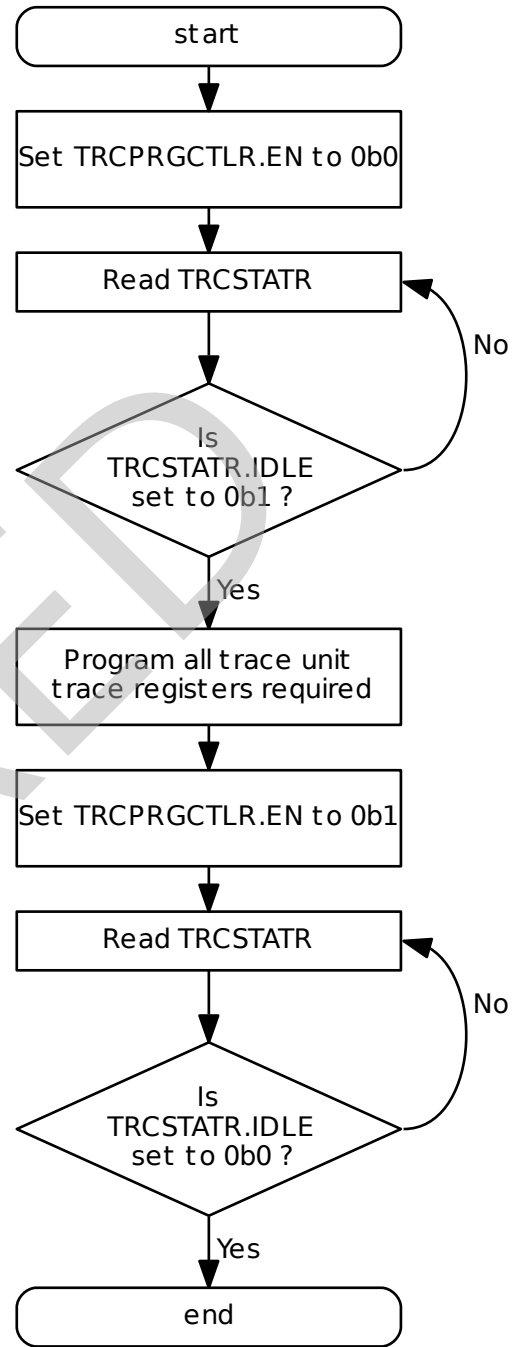 start
Set TRCPRGCTLR.EN to 0b0
Read TRCSTATR
No
Is
TRCSTATR.IDLE
set to 0b1 ?
Yes
Program all trace unit
trace registers required
Set TRCPRGCTLR.EN to 0b1
Read TRCSTATR
No
Is
TRCSTATR.IDLE
set to 0b0 ?
Yes
end